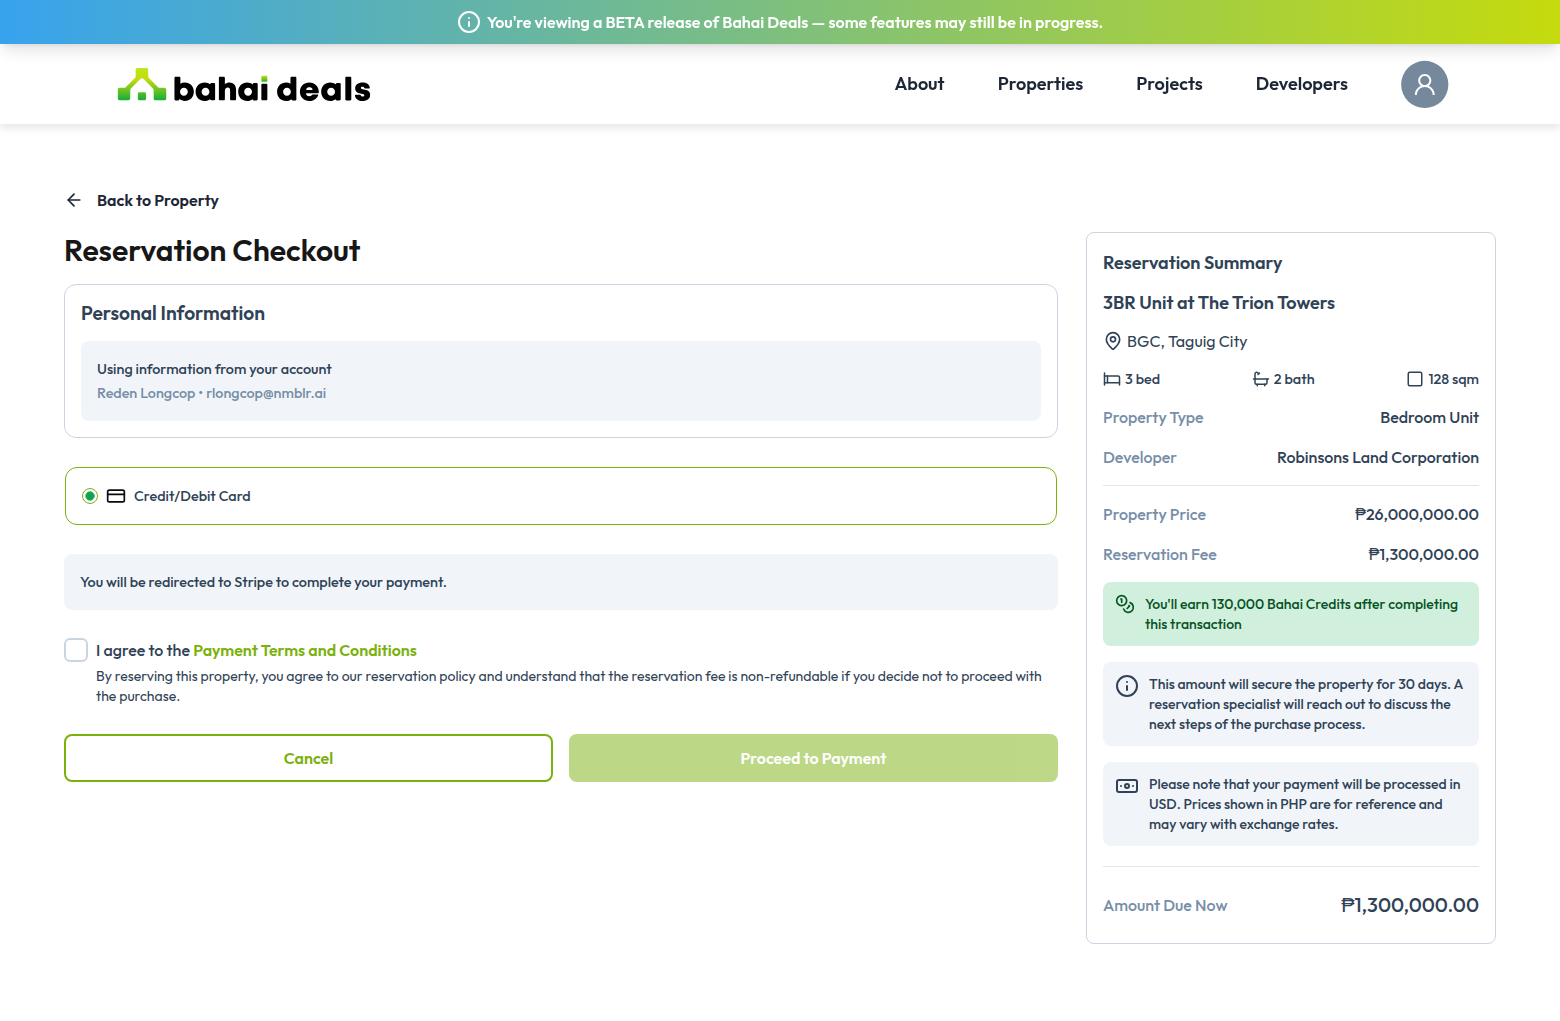 You're viewing a BETA release of Bahai Deals — some features may still be in progress.
bahai deals
About
Properties
Projects
Developers
Back to Property
Reservation Checkout
Personal Information
Using information from your account
Reden Longcop • rlongcop@nmblr.ai
Credit/Debit Card
You will be redirected to Stripe to complete your payment.
I agree to the Payment Terms and Conditions
By reserving this property, you agree to our reservation policy and understand that the reservation fee is non-refundable if you decide not to proceed with
the purchase.
Cancel
Proceed to Payment
Reservation Summary
3BR Unit at The Trion Towers
BGC, Taguig City
3 bed
2 bath
128 sqm
Property Type
Bedroom Unit
Developer
Robinsons Land Corporation
Property Price
₱26,000,000.00
Reservation Fee
₱1,300,000.00
You'll earn 130,000 Bahai Credits after completing
this transaction
This amount will secure the property for 30 days. A
reservation specialist will reach out to discuss the
next steps of the purchase process.
Please note that your payment will be processed in
USD. Prices shown in PHP are for reference and
may vary with exchange rates.
Amount Due Now
₱1,300,000.00